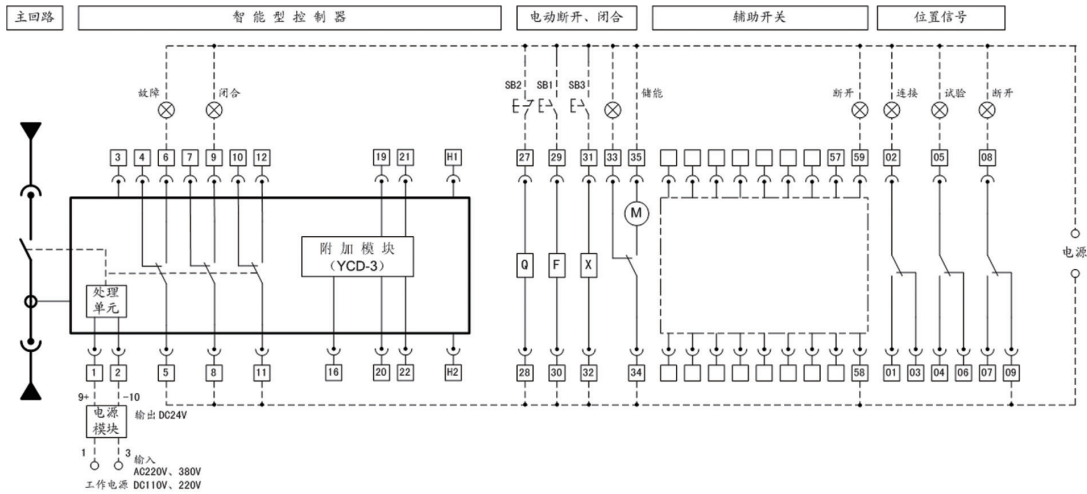 主回路 智能型控制器 电动断开、闭合 辅助开关 位置信号
故障 闭合 SB2 SB1 SB3 储能 断开 连接 试验 断开
3 4 6 7 9 10 12 19 21 H1 27 29 31 33 35 57 59 02 05 08
M
附加模块
(YCD-3)
电源
Q F X
处理
单元
1 2 5 8 11 16 20 22 H2 28 30 32 34 58 01 03 04 06 07 09
9+ -10
电源
模块
输出DC24V
1 3 输入
AC220V、380V
工作电源 DC110V、220V